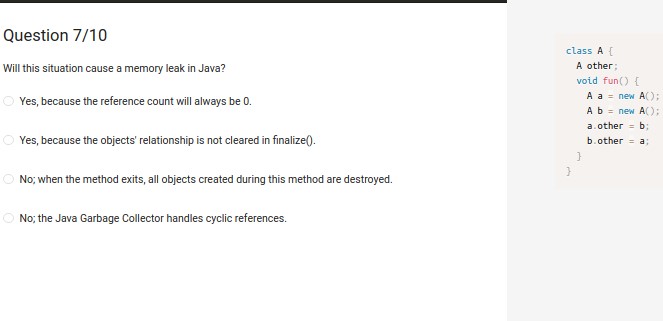 Question 7/10
Will this situation cause a memory leak in Java?
Yes, because the reference count will always be 0.
Yes, because the objects' relationship is not cleared in finalize().
No; when the method exits, all objects created during this method are destroyed.
No; the Java Garbage Collector handles cyclic references.
class A {
  A other;
  void fun() {
    A a = new A();
    A b = new A();
    a.other = b;
    b.other = a;
  }
}